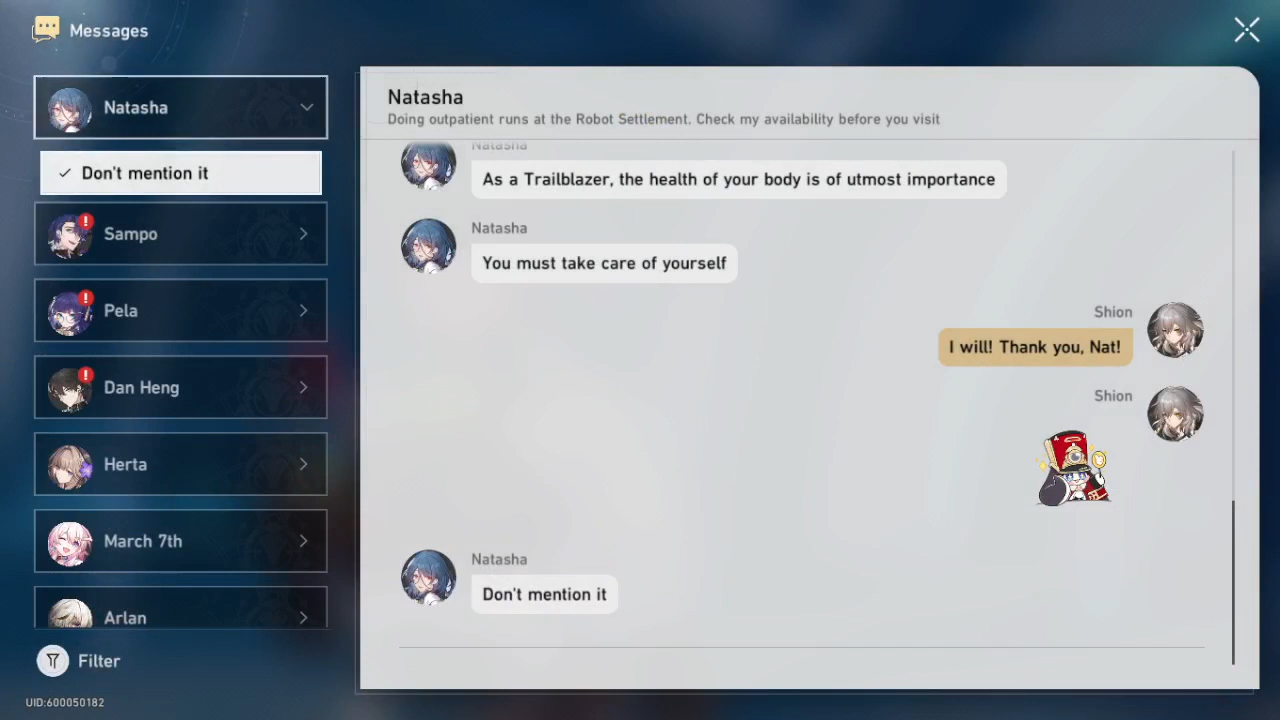 Messages
Natasha
Don't mention it
Sampo
Pela
Dan Heng
Herta
March 7th
Arlan
Filter
UID:600050182
Natasha
Doing outpatient runs at the Robot Settlement. Check my availability before you visit
Natasha
As a Trailblazer, the health of your body is of utmost importance
Natasha
You must take care of yourself
Shion
I will! Thank you, Nat!
Shion
Natasha
Don't mention it